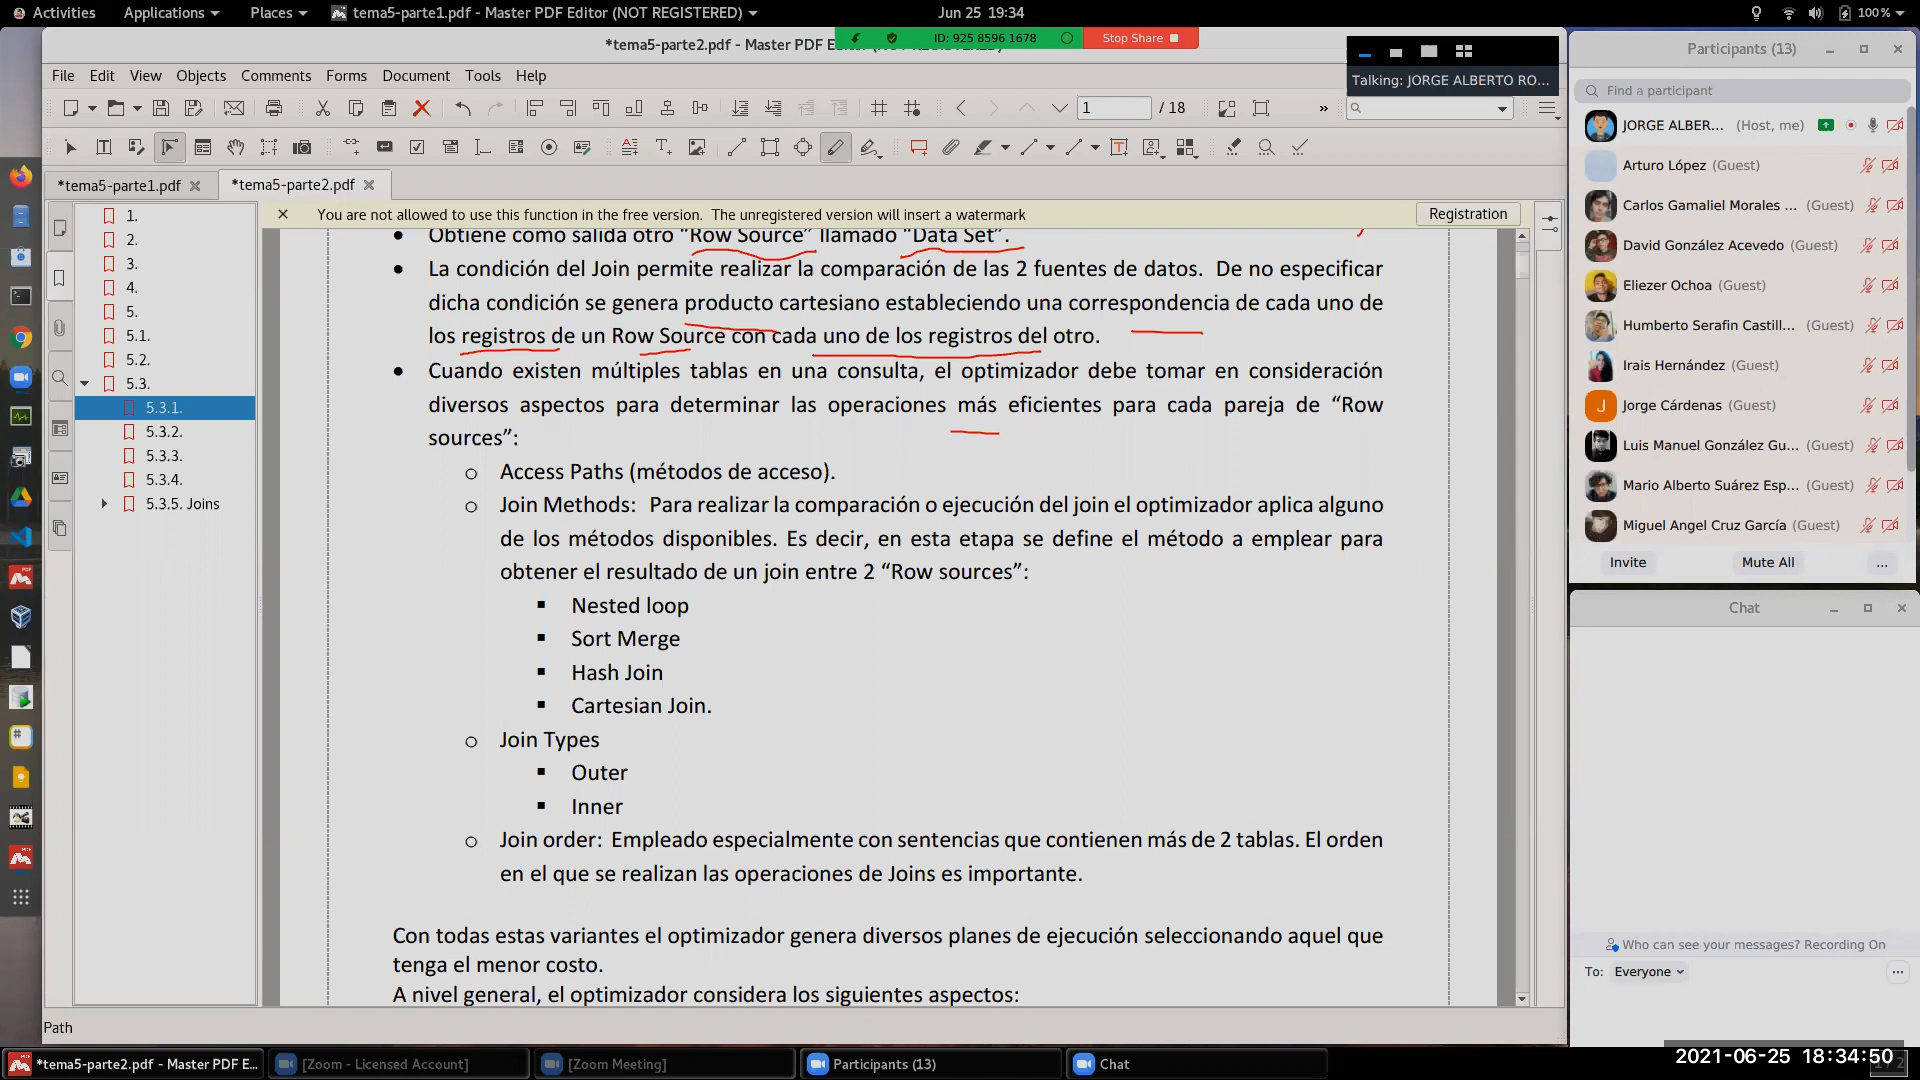 Activities
Applications
Places
tema5-parte1.pdf - Master PDF Editor (NOT REGISTERED)
Jun 25 19:34
100%
*tema5-parte2.pdf - Master PDF E
ID: 925 8596 1678
Stop Share
Talking: JORGE ALBERTO RO...
File Edit View Objects Comments Forms Document Tools Help
1 / 18
*tema5-parte1.pdf
*tema5-parte2.pdf
You are not allowed to use this function in the free version. The unregistered version will insert a watermark
Registration
1.
2.
3.
4.
5.
5.1.
5.2.
5.3.
5.3.1.
5.3.2.
5.3.3.
5.3.4.
5.3.5. Joins
• Obtiene como salida otro “Row Source” llamado “Data Set”.
• La condición del Join permite realizar la comparación de las 2 fuentes de datos. De no especificar
dicha condición se genera producto cartesiano estableciendo una correspondencia de cada uno de
los registros de un Row Source con cada uno de los registros del otro.
• Cuando existen múltiples tablas en una consulta, el optimizador debe tomar en consideración
diversos aspectos para determinar las operaciones más eficientes para cada pareja de “Row
sources”:
o Access Paths (métodos de acceso).
o Join Methods: Para realizar la comparación o ejecución del join el optimizador aplica alguno
de los métodos disponibles. Es decir, en esta etapa se define el método a emplear para
obtener el resultado de un join entre 2 “Row sources”:
▪ Nested loop
▪ Sort Merge
▪ Hash Join
▪ Cartesian Join.
o Join Types
▪ Outer
▪ Inner
o Join order: Empleado especialmente con sentencias que contienen más de 2 tablas. El orden
en el que se realizan las operaciones de Joins es importante.
Con todas estas variantes el optimizador genera diversos planes de ejecución seleccionando aquel que
tenga el menor costo.
A nivel general, el optimizador considera los siguientes aspectos:
Path
Participants (13)
Find a participant
JORGE ALBER... (Host, me)
Arturo López (Guest)
Carlos Gamaliel Morales ... (Guest)
David González Acevedo (Guest)
Eliezer Ochoa (Guest)
Humberto Serafin Castill... (Guest)
Irais Hernández (Guest)
J Jorge Cárdenas (Guest)
Luis Manuel González Gu... (Guest)
Mario Alberto Suárez Esp... (Guest)
Miguel Angel Cruz García (Guest)
Invite
Mute All
...
Chat
Who can see your messages? Recording On
To: Everyone
*tema5-parte2.pdf - Master PDF E...
[Zoom - Licensed Account]
[Zoom Meeting]
Participants (13)
Chat
2021-06-25 18:34:50